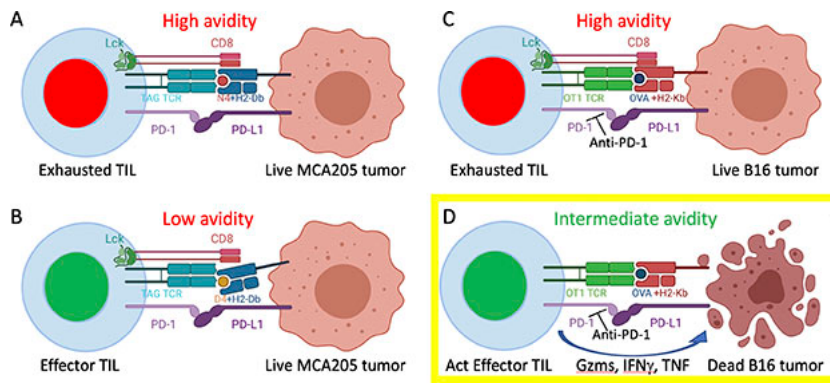 A
High avidity
Lck
CD8
TAG TCR
N4+H2-Db
PD-1
PD-L1
Exhausted TIL
Live MCA205 tumor
B
Low avidity
Lck
CD8
TAG TCR
D4+H2-Db
PD-1
PD-L1
Effector TIL
Live MCA205 tumor
C
High avidity
Lck
CD8
OT1 TCR
OVA +H2-Kb
PD-1
PD-L1
Anti-PD-1
Exhausted TIL
Live B16 tumor
D
Intermediate avidity
OT1 TCR
OVA +H2-Kb
PD-1
PD-L1
Anti-PD-1
Act Effector TIL
Gzms, IFNγ, TNF
Dead B16 tumor